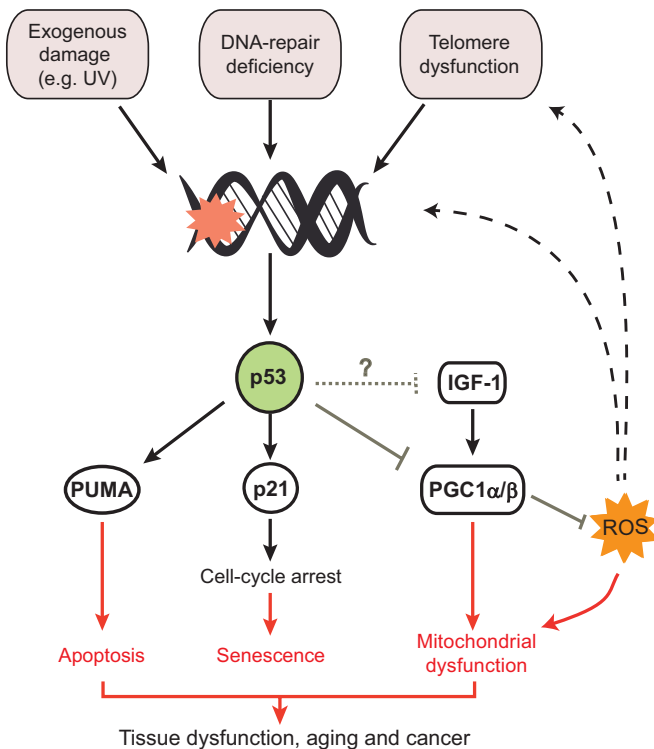 Exogenous
damage
(e.g. UV)
DNA-repair
deficiency
Telomere
dysfunction
p53
?
IGF-1
PUMA
p21
PGC1α/β
ROS
Cell-cycle arrest
Apoptosis
Senescence
Mitochondrial
dysfunction
Tissue dysfunction, aging and cancer